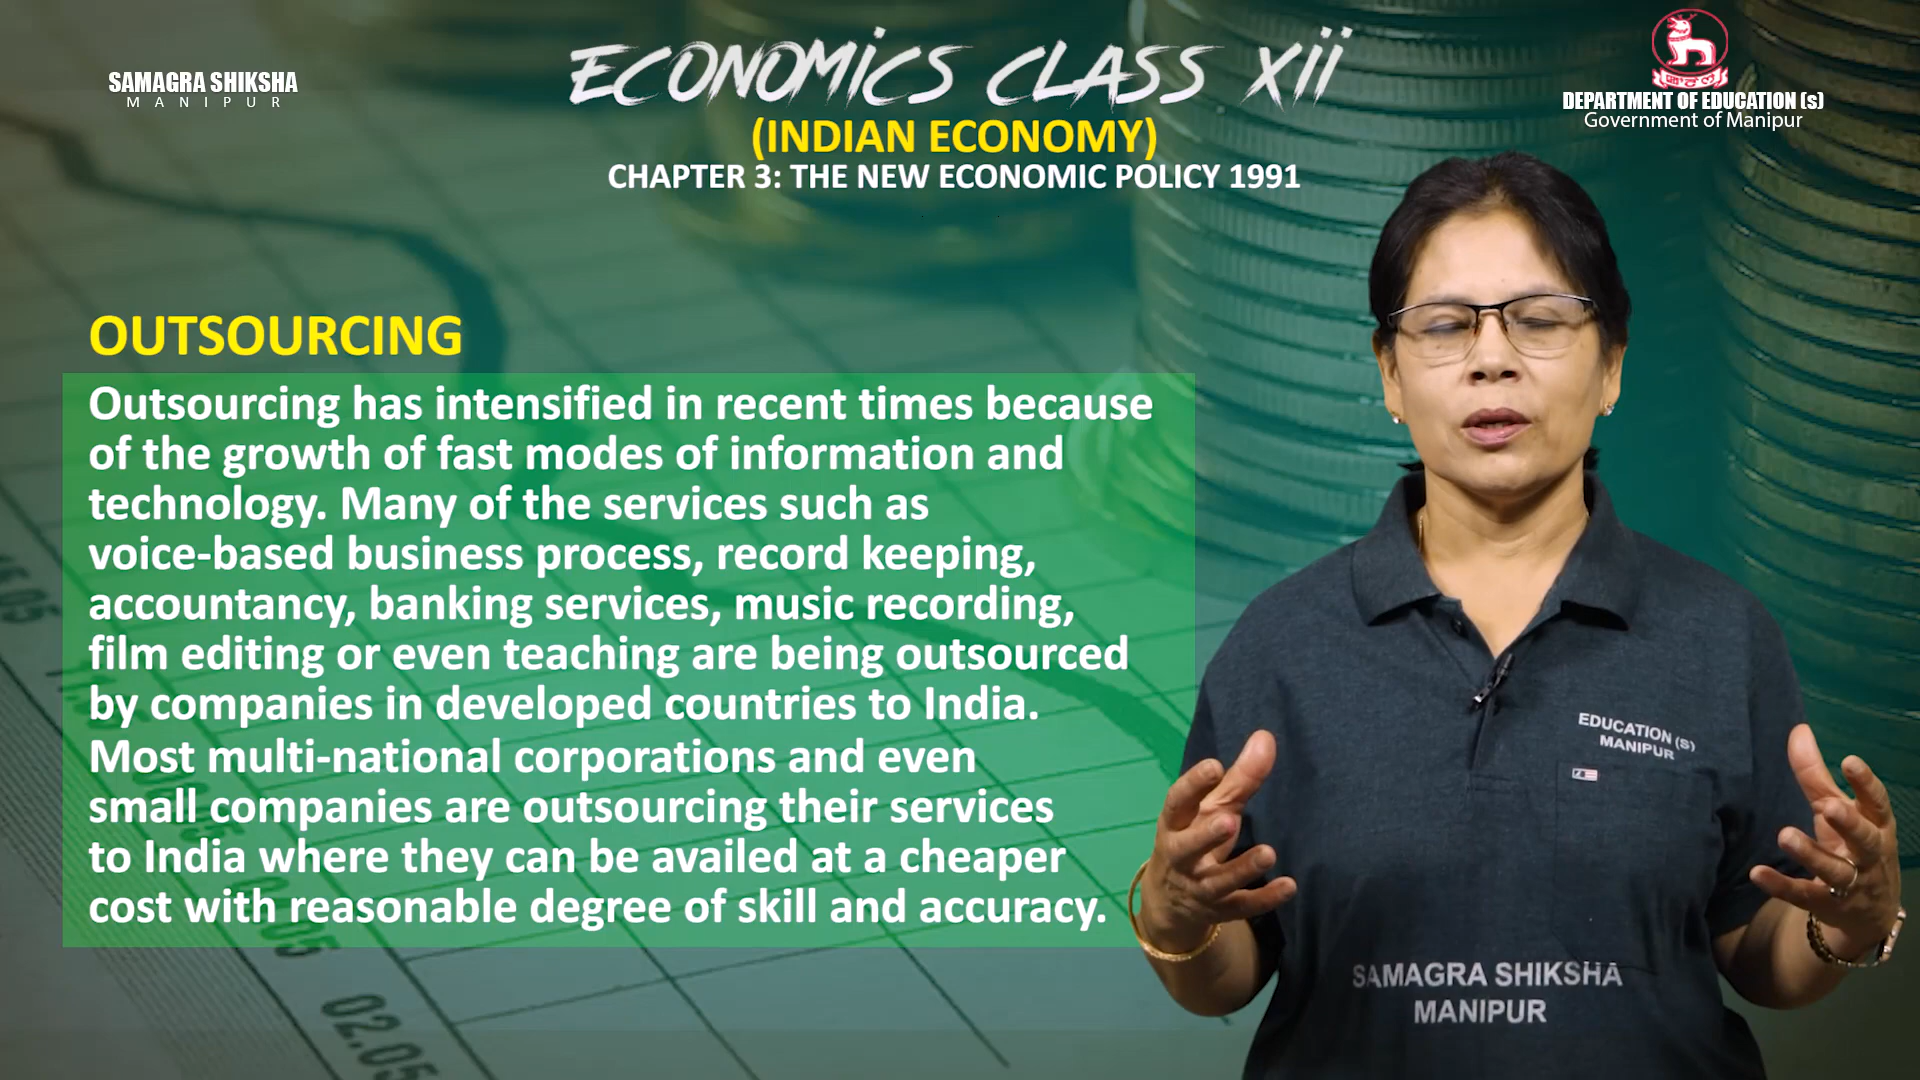 SAMAGRA SHIKSHA
MANIPUR
ECONOMICS CLASS XII
(INDIAN ECONOMY)
CHAPTER 3: THE NEW ECONOMIC POLICY 1991
DEPARTMENT OF EDUCATION (s)
Government of Manipur
OUTSOURCING
Outsourcing has intensified in recent times because
of the growth of fast modes of information and
technology. Many of the services such as
voice-based business process, record keeping,
accountancy, banking services, music recording,
film editing or even teaching are being outsourced
by companies in developed countries to India.
Most multi-national corporations and even
small companies are outsourcing their services
to India where they can be availed at a cheaper
cost with reasonable degree of skill and accuracy.
EDUCATION (S)
MANIPUR
SAMAGRA SHIKSHA
MANIPUR
02.05